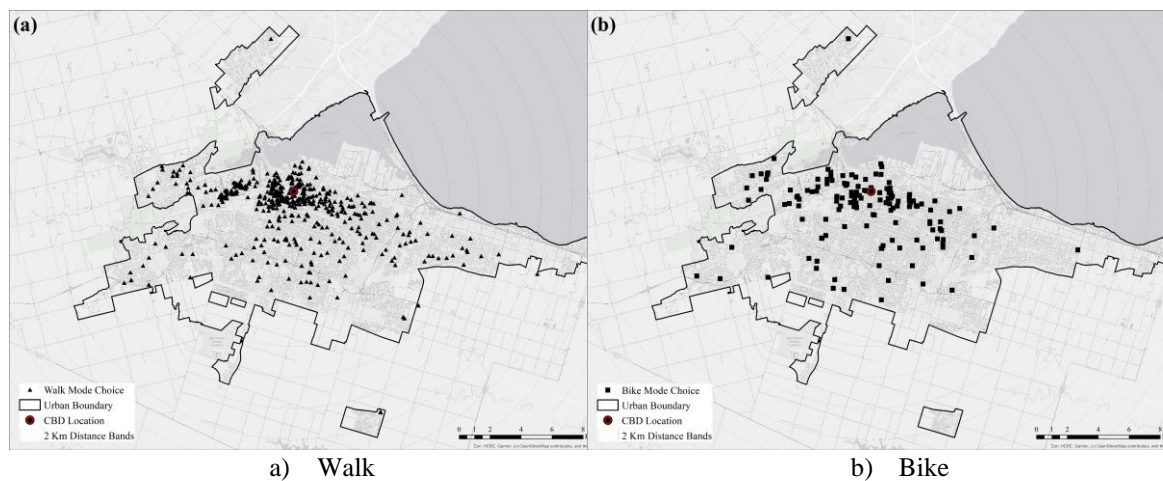 (a)
Walk Mode Choice
Urban Boundary
CBD Location
2 Km Distance Bands
0 1 2 4 6 8
(b)
Bike Mode Choice
Urban Boundary
CBD Location
2 Km Distance Bands
0 1 2 4 6 8
a) Walk
b) Bike